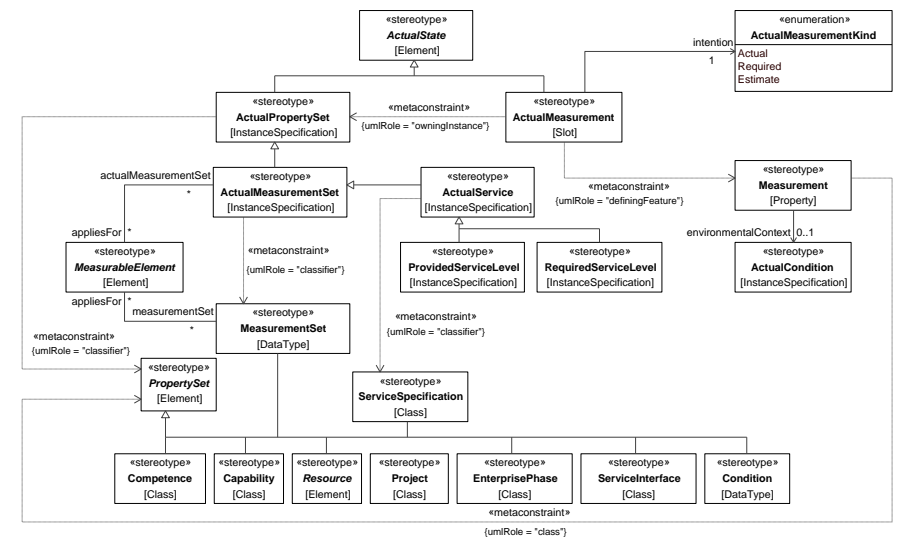 «stereotype»
ActualState
[Element]
«enumeration»
ActualMeasurementKind
Actual
Required
Estimate
intention
1
«stereotype»
ActualPropertySet
[InstanceSpecification]
«metaconstraint»
{umlRole = "owningInstance"}
«stereotype»
ActualMeasurement
[Slot]
actualMeasurementSet
*
«stereotype»
ActualMeasurementSet
[InstanceSpecification]
«stereotype»
ActualService
[InstanceSpecification]
«metaconstraint»
{umlRole = "definingFeature"}
«stereotype»
Measurement
[Property]
appliesFor
*
environmentalContext
0..1
«stereotype»
MeasurableElement
[Element]
«metaconstraint»
{umlRole = "classifier"}
«stereotype»
ProvidedServiceLevel
[InstanceSpecification]
«stereotype»
RequiredServiceLevel
[InstanceSpecification]
«stereotype»
ActualCondition
[InstanceSpecification]
appliesFor
*
measurementSet
*
«stereotype»
MeasurementSet
[DataType]
«metaconstraint»
{umlRole = "classifier"}
«metaconstraint»
{umlRole = "classifier"}
«stereotype»
PropertySet
[Element]
«stereotype»
ServiceSpecification
[Class]
«stereotype»
Competence
[Class]
«stereotype»
Capability
[Class]
«stereotype»
Resource
[Element]
«stereotype»
Project
[Class]
«stereotype»
EnterprisePhase
[Class]
«stereotype»
ServiceInterface
[Class]
«stereotype»
Condition
[DataType]
«metaconstraint»
{umlRole = "class"}